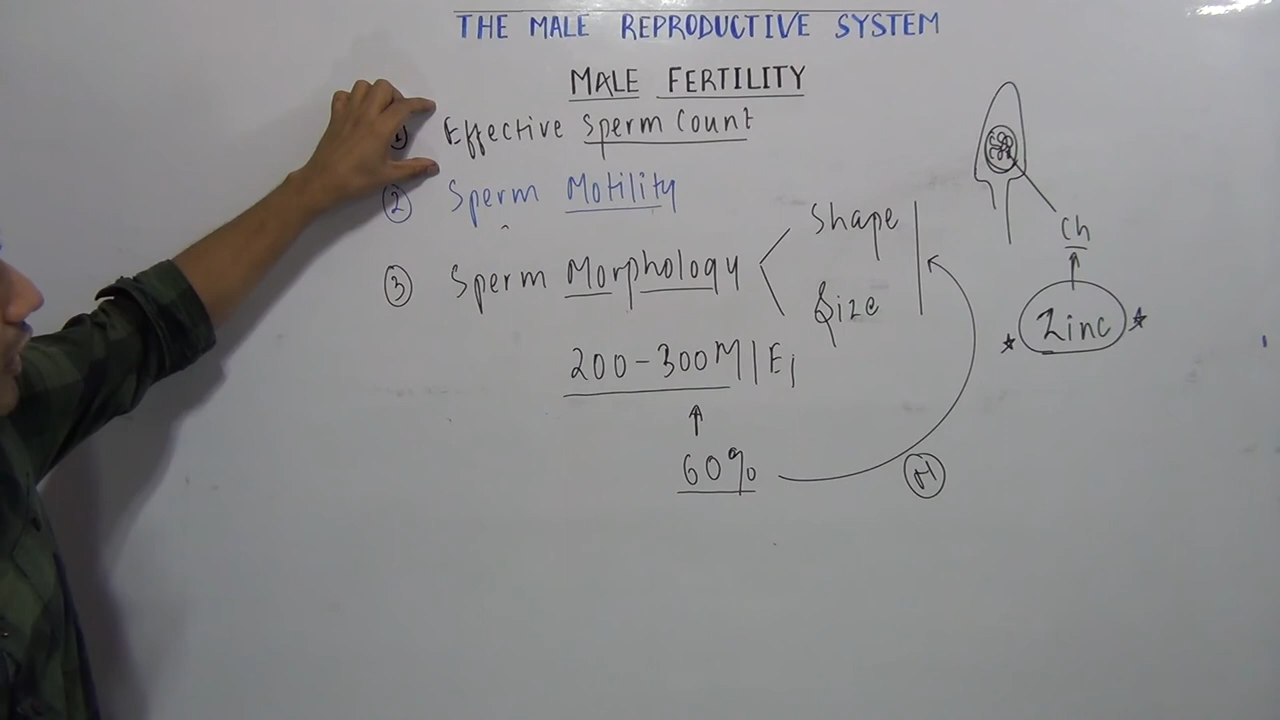 THE MALE REPRODUCTIVE SYSTEM
MALE FERTILITY
1 Effective Sperm Count
2 Sperm Motility
3 Sperm Morphology
Shape
Size
200-300M/Ej
60%
N
Ch
Zinc